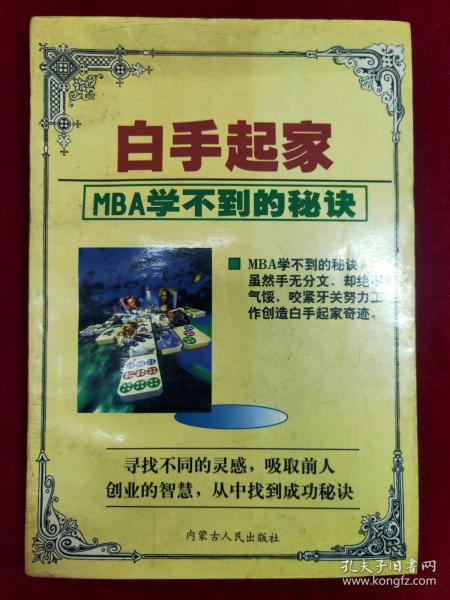 白手起家
MBA学不到的秘诀
■ MBA学不到的秘诀
虽然手无分文、却绝不
气馁，咬紧牙关努力工
作创造白手起家奇迹。
寻找不同的灵感，吸取前人
创业的智慧，从中找到成功秘诀
内蒙古人民出版社
孔夫子旧书网
www.kongfz.com